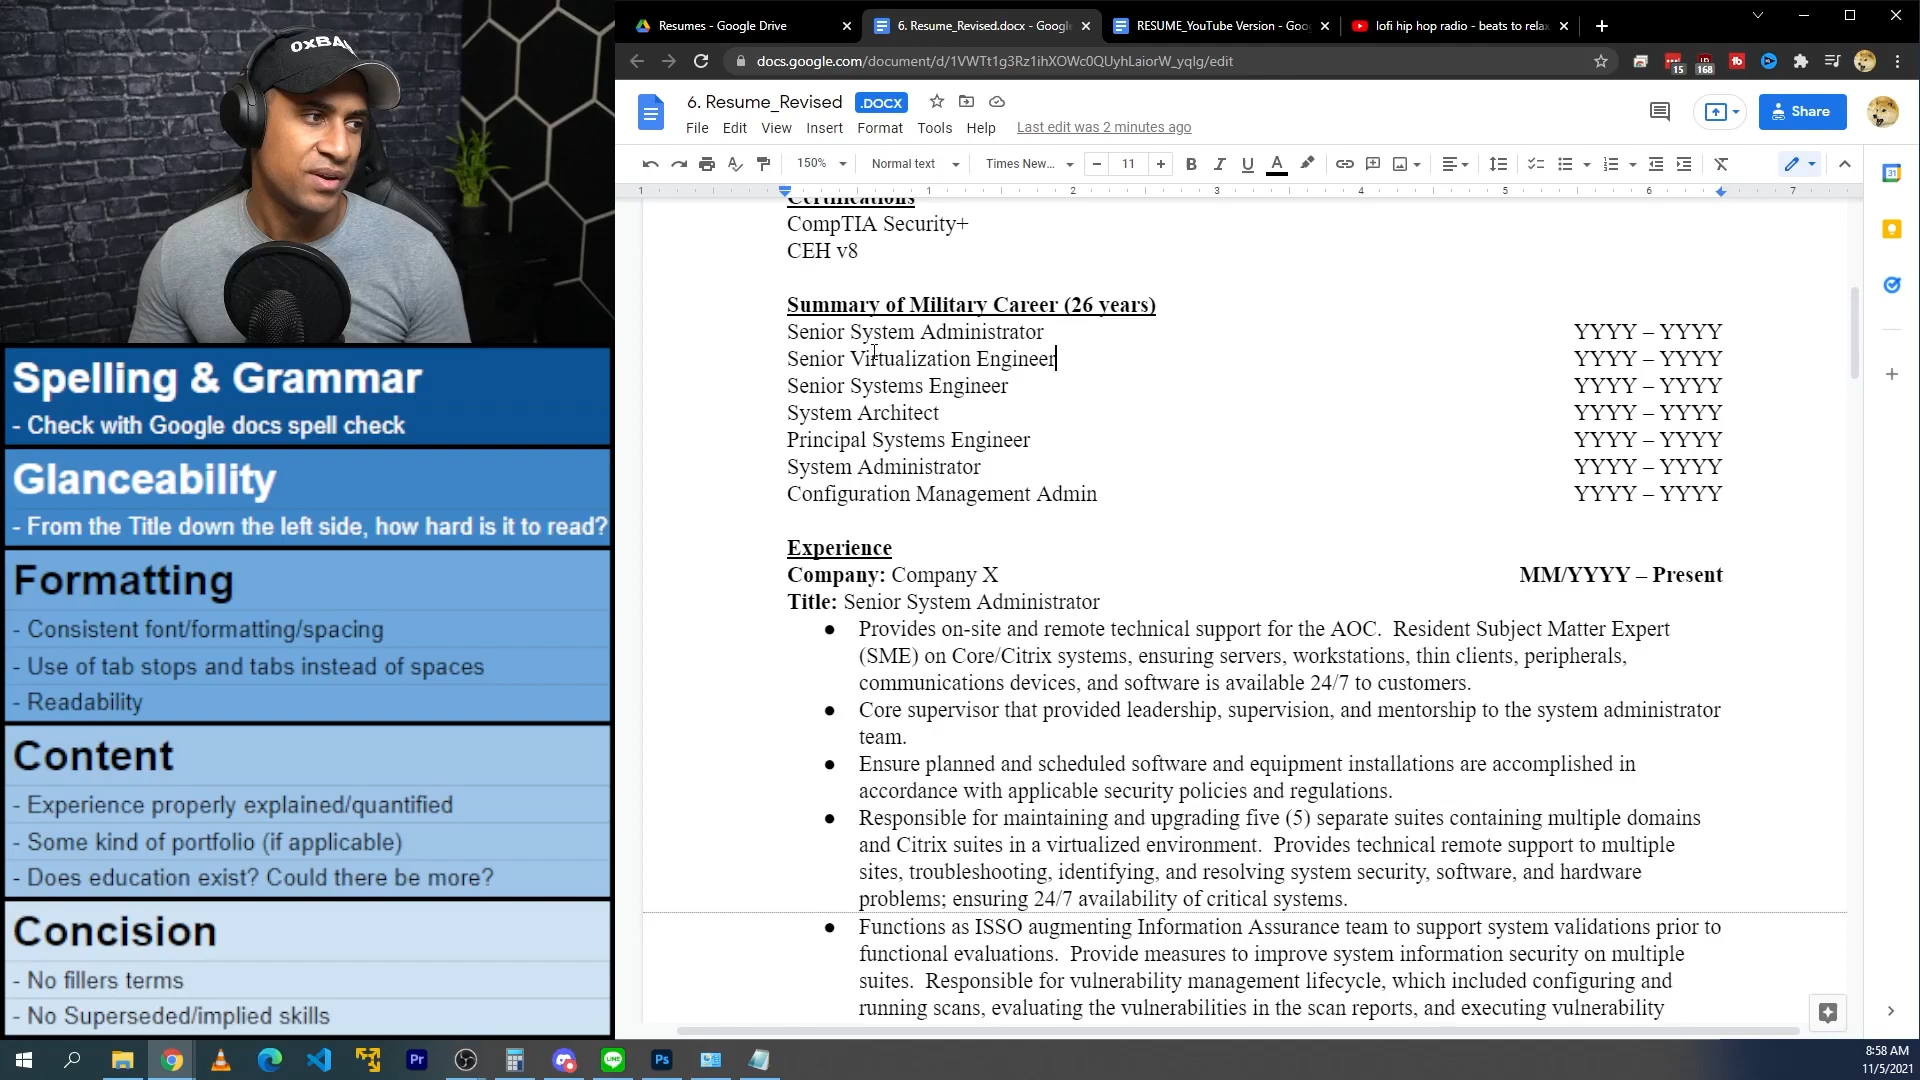 0xBA
Spelling & Grammar
- Check with Google docs spell check
Glanceability
- From the Title down the left side, how hard is it to read?
Formatting
- Consistent font/formatting/spacing
- Use of tab stops and tabs instead of spaces
- Readability
Content
- Experience properly explained/quantified
- Some kind of portfolio (if applicable)
- Does education exist? Could there be more?
Concision
- No fillers terms
- No Superseded/implied skills
Resumes - Google Drive
6. Resume_Revised.docx - Google
RESUME_YouTube Version - Goo
lofi hip hop radio - beats to relax
docs.google.com/document/d/1VWTt1g3Rz1ihXOWc0QUyhLaiorW_yqlg/edit
15
168
6. Resume_Revised .DOCX
Share
File Edit View Insert Format Tools Help Last edit was 2 minutes ago
150% Normal text Times New... 11
1 1 2 3 4 5 6 7
Certifications
CompTIA Security+
CEH v8
Summary of Military Career (26 years)
Senior System Administrator YYYY – YYYY
Senior Virtualization Engineer YYYY – YYYY
Senior Systems Engineer YYYY – YYYY
System Architect YYYY – YYYY
Principal Systems Engineer YYYY – YYYY
System Administrator YYYY – YYYY
Configuration Management Admin YYYY – YYYY
Experience
Company: Company X MM/YYYY – Present
Title: Senior System Administrator
● Provides on-site and remote technical support for the AOC. Resident Subject Matter Expert
(SME) on Core/Citrix systems, ensuring servers, workstations, thin clients, peripherals,
communications devices, and software is available 24/7 to customers.
● Core supervisor that provided leadership, supervision, and mentorship to the system administrator
team.
● Ensure planned and scheduled software and equipment installations are accomplished in
accordance with applicable security policies and regulations.
● Responsible for maintaining and upgrading five (5) separate suites containing multiple domains
and Citrix suites in a virtualized environment. Provides technical remote support to multiple
sites, troubleshooting, identifying, and resolving system security, software, and hardware
problems; ensuring 24/7 availability of critical systems.
● Functions as ISSO augmenting Information Assurance team to support system validations prior to
functional evaluations. Provide measures to improve system information security on multiple
suites. Responsible for vulnerability management lifecycle, which included configuring and
running scans, evaluating the vulnerabilities in the scan reports, and executing vulnerability
8:58 AM
11/5/2021